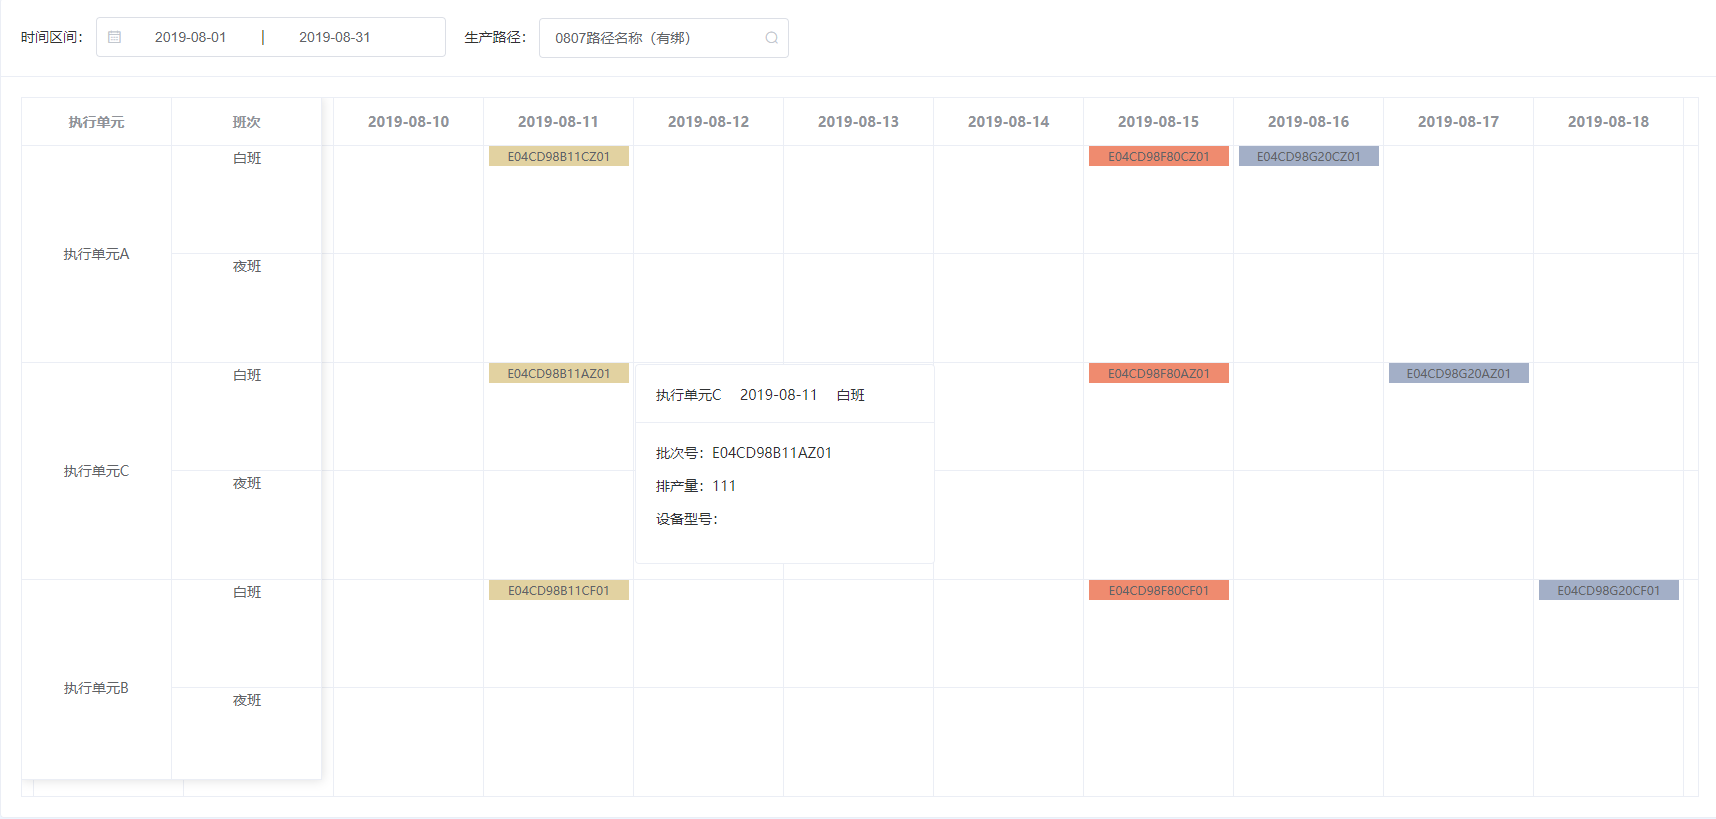 时间区间： 2019-08-01 2019-08-31 生产路径： 0807路径名称（有绑）
执行单元 班次 2019-08-10 2019-08-11 2019-08-12 2019-08-13 2019-08-14 2019-08-15 2019-08-16 2019-08-17 2019-08-18
白班 E04CD98B11CZ01 E04CD98F80CZ01 E04CD98G20CZ01
执行单元A
夜班
白班 E04CD98B11AZ01 E04CD98F80AZ01 E04CD98G20AZ01
执行单元C 2019-08-11 白班
批次号：E04CD98B11AZ01
执行单元C
夜班
排产量：111
设备型号：
白班 E04CD98B11CF01 E04CD98F80CF01 E04CD98G20CF01
执行单元B
夜班